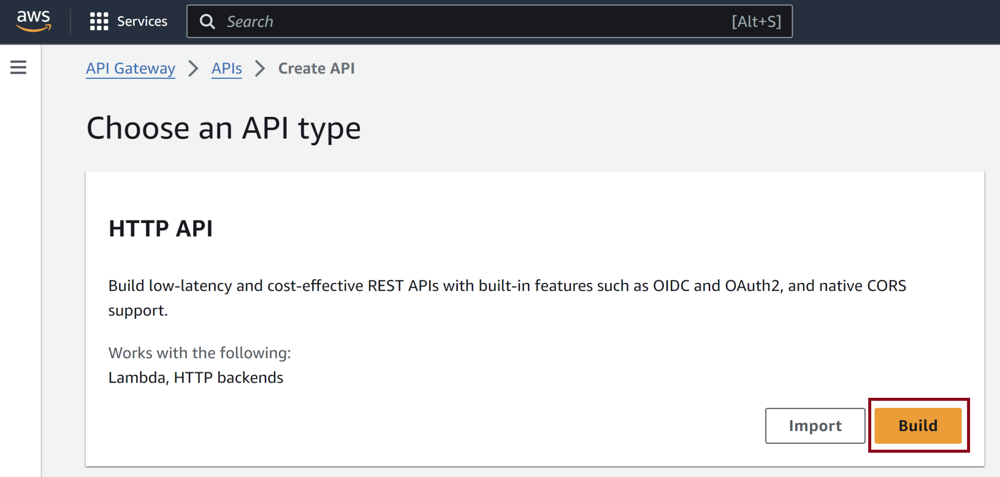 aws
Services
Search
[Alt+S]
API Gateway
APIs
Create API
Choose an API type
HTTP API
Build low-latency and cost-effective REST APIs with built-in features such as OIDC and OAuth2, and native CORS
support.
Works with the following:
Lambda, HTTP backends
Import
Build